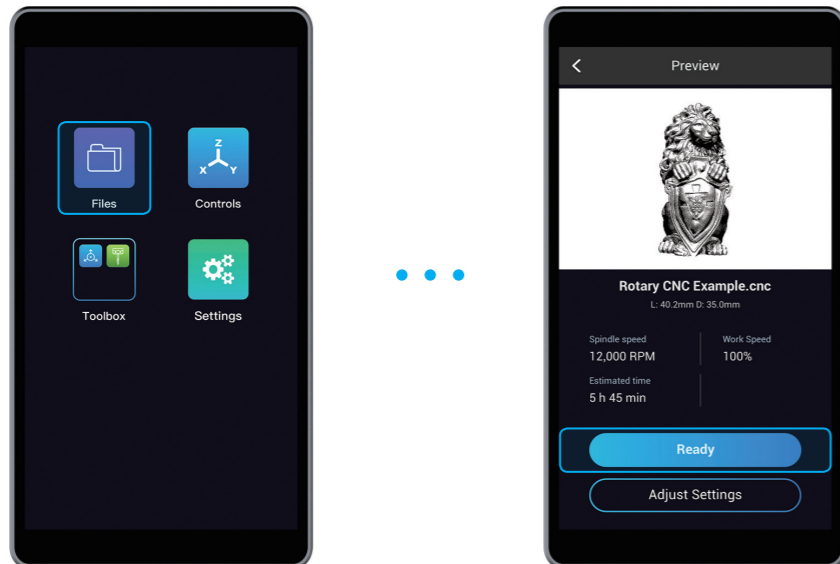 Z
X Y
Files Controls
Toolbox Settings
Preview
Rotary CNC Example.cnc
L: 40.2mm D: 35.0mm
Spindle speed Work Speed
12,000 RPM 100%
Estimated time
5 h 45 min
Ready
Adjust Settings